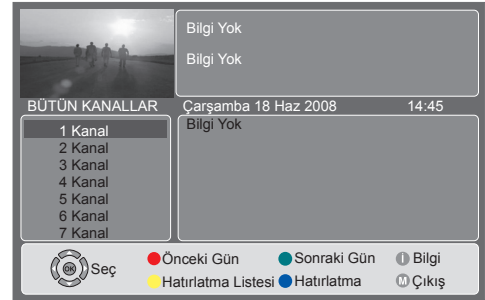 Bilgi Yok
Bilgi Yok
BÜTÜN KANALLAR
Çarşamba 18 Haz 2008 14:45
1 Kanal
2 Kanal
3 Kanal
4 Kanal
5 Kanal
6 Kanal
7 Kanal
Bilgi Yok
OK Seç
Önceki Gün
Sonraki Gün
i Bilgi
Hatırlatma Listesi
Hatırlatma
M Çıkış